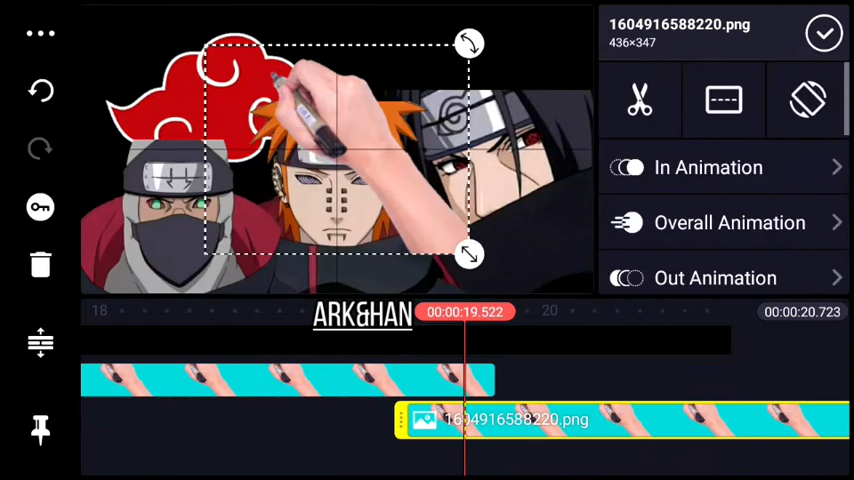 1604916588220.png
436×347
In Animation
Overall Animation
Out Animation
18
ARK&HAN
00:00:19.522
20
00:00:20.723
1604916588220.png